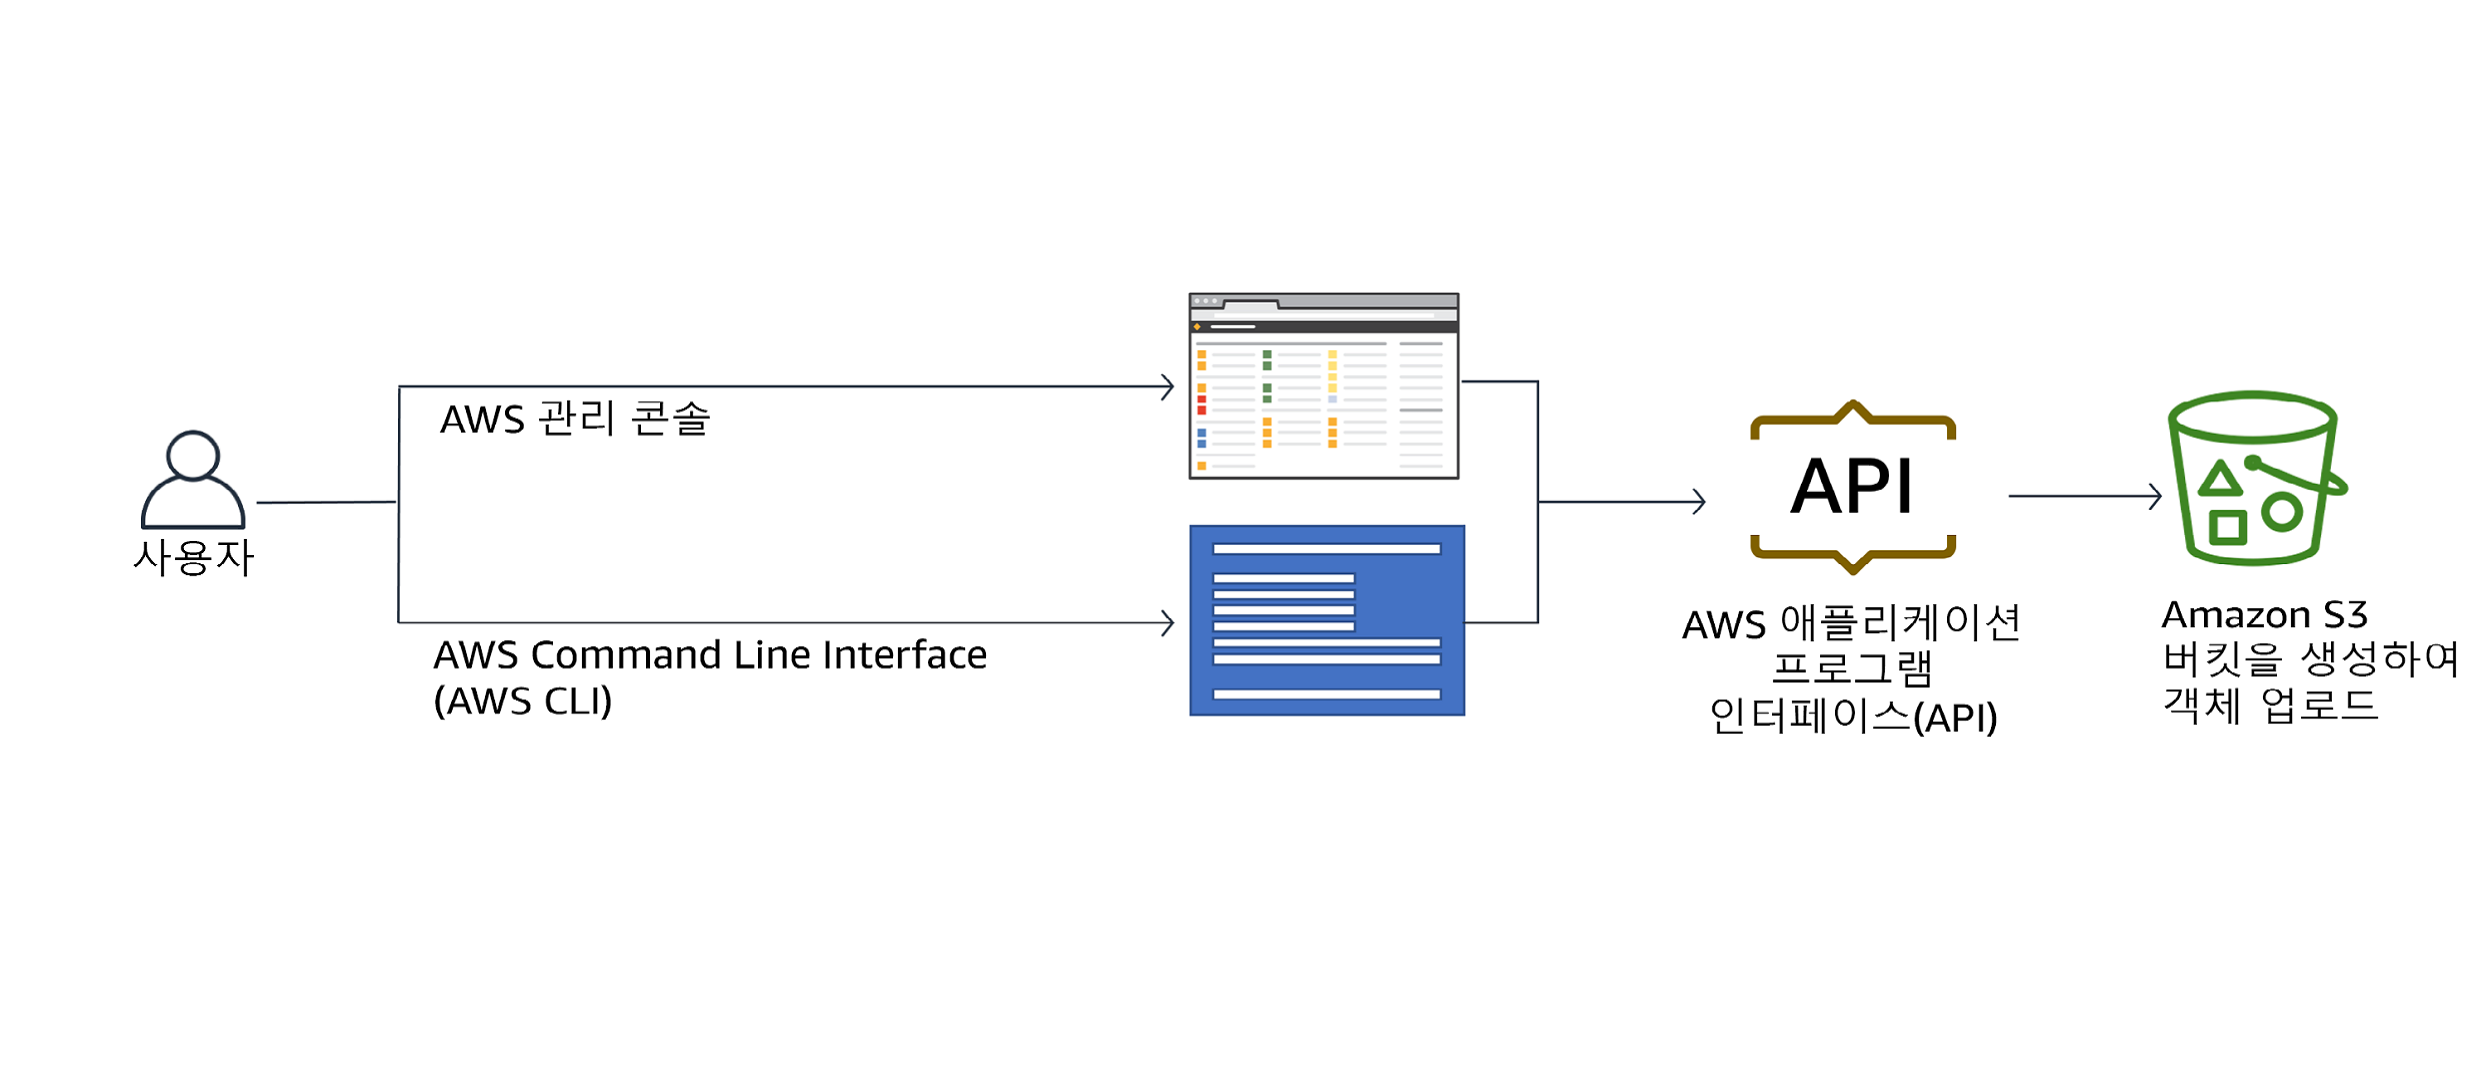 사용자
AWS 관리 콘솔
AWS Command Line Interface
(AWS CLI)
API
AWS 애플리케이션
프로그램
인터페이스(API)
Amazon S3
버킷을 생성하여
객체 업로드